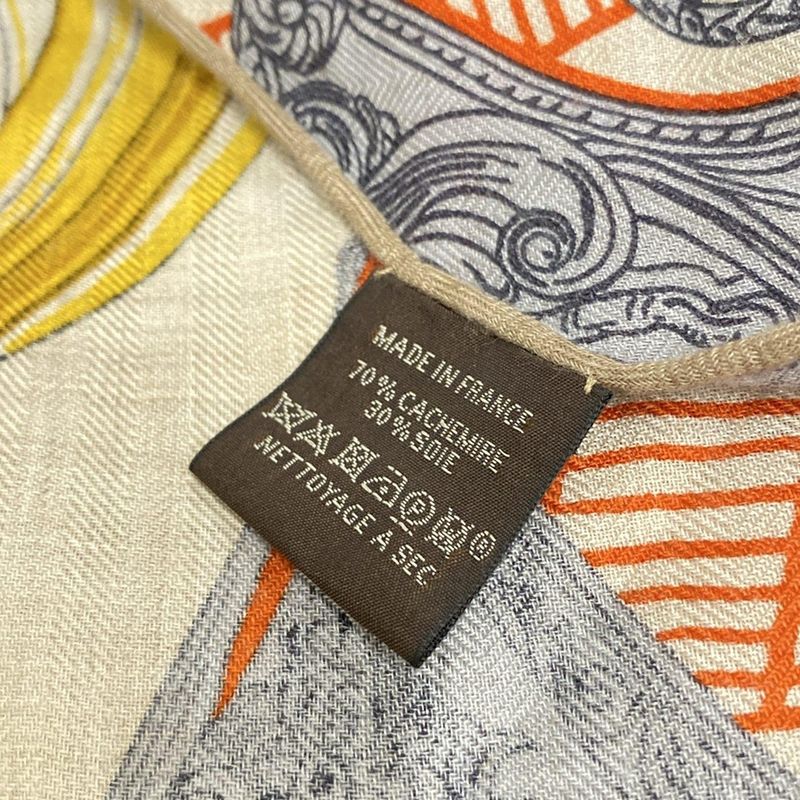 MADE IN FRANCE
70% CACHEMIRE
30% SOIE
P
NETTOYAGE A SEC